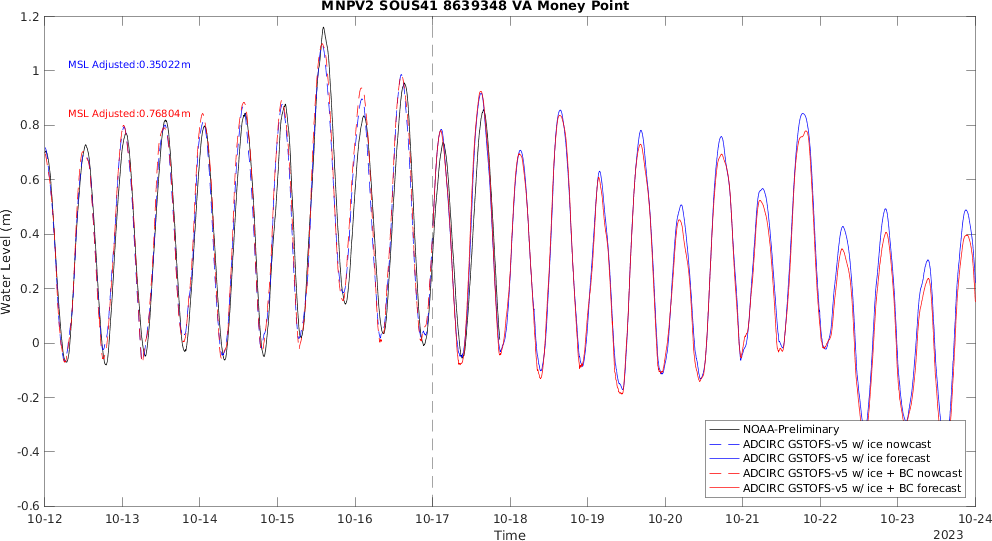 MNPV2 SOUS41 8639348 VA Money Point
1.2
1
0.8
0.6
0.4
0.2
0
-0.2
-0.4
-0.6
Water Level (m)
MSL Adjusted:0.35022m
MSL Adjusted:0.76804m
NOAA-Preliminary
ADCIRC GSTOFS-v5 w/ ice nowcast
ADCIRC GSTOFS-v5 w/ ice forecast
ADCIRC GSTOFS-v5 w/ ice + BC nowcast
ADCIRC GSTOFS-v5 w/ ice + BC forecast
10-12 10-13 10-14 10-15 10-16 10-17 10-18 10-19 10-20 10-21 10-22 10-23 10-24
Time
2023